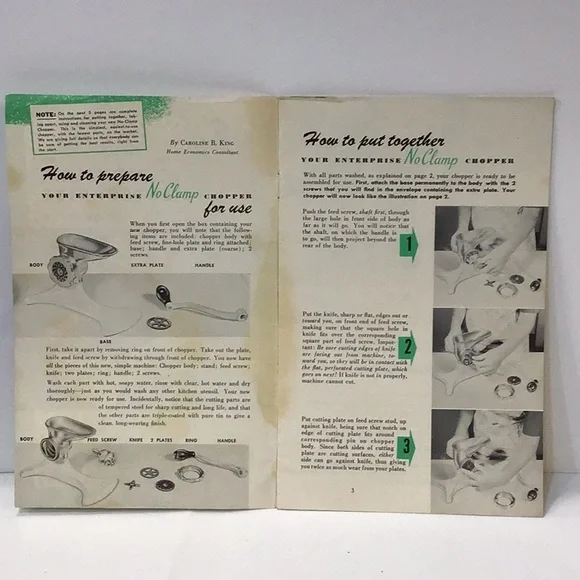 NOTE: On the next 5 pages are complete
instructions for putting together, tak-
ing apart, using and cleaning your new No-Clamp
Chopper. This is the simplest, easiest-to-use
chopper, with the fewest parts, on the market.
We are giving full details so that everybody can
be sure of getting the best results, right from
the start.
By CAROLINE B. KING
Home Economics Consultant
How to prepare
YOUR ENTERPRISE NoClamp CHOPPER
for use
When you first open the box containing your
new chopper, you will note that the follow-
ing items are included: chopper body with
feed screw, fine-hole plate and ring attached;
base; handle and extra plate (coarse); 2
screws.
BODY EXTRA PLATE HANDLE
BASE
First, take it apart by removing ring on front of chopper. Take out the plate,
knife and feed screw by withdrawing through front of chopper. You now have
all the pieces of this new, simple machine: Chopper body; stand; feed screw;
knife; two plates; ring; handle; 2 screws.
Wash each part with hot, soapy water, rinse with clear, hot water and dry
thoroughly—just as you would wash any other kitchen utensil. Your new
chopper is now ready for use. Incidentally, notice that the cutting parts are
of tempered steel for sharp cutting and long life, and that
the other parts are triple-coated with pure tin to give a
clean, long-wearing finish.
BODY FEED SCREW KNIFE 2 PLATES RING HANDLE
How to put together
YOUR ENTERPRISE NoClamp CHOPPER
With all parts washed, as explained on page 2, your chopper is ready to be
assembled for use. First, attach the base permanently to the body with the 2
screws that you will find in the envelope containing the extra plate. Your
chopper will now look like the illustration on page 2.
Push the feed screw, shaft first, through
the large hole in front side of body as
far as it will go. You will notice that
the shaft, on which the handle is
to go, will then project beyond the
rear of the body.
1
Put the knife, sharp or flat, edges out or
toward you, on front end of feed screw,
making sure that the square hole in
knife fits over the corresponding
square part of feed screw. Impor-
tant: Be sure cutting edges of knife
are facing out from machine, to-
ward you, so they will be in contact with
the flat, perforated cutting plate, which
goes on next! If knife is not in properly,
machine cannot cut.
2
Put cutting plate on feed screw stud, up
against knife, being sure that notch on
edge of cutting plate fits around
corresponding pin on chopper
body. Since both sides of cutting
plate are cutting surfaces, either
side can go against knife, thus giving
you twice as much wear from your plates.
3
3